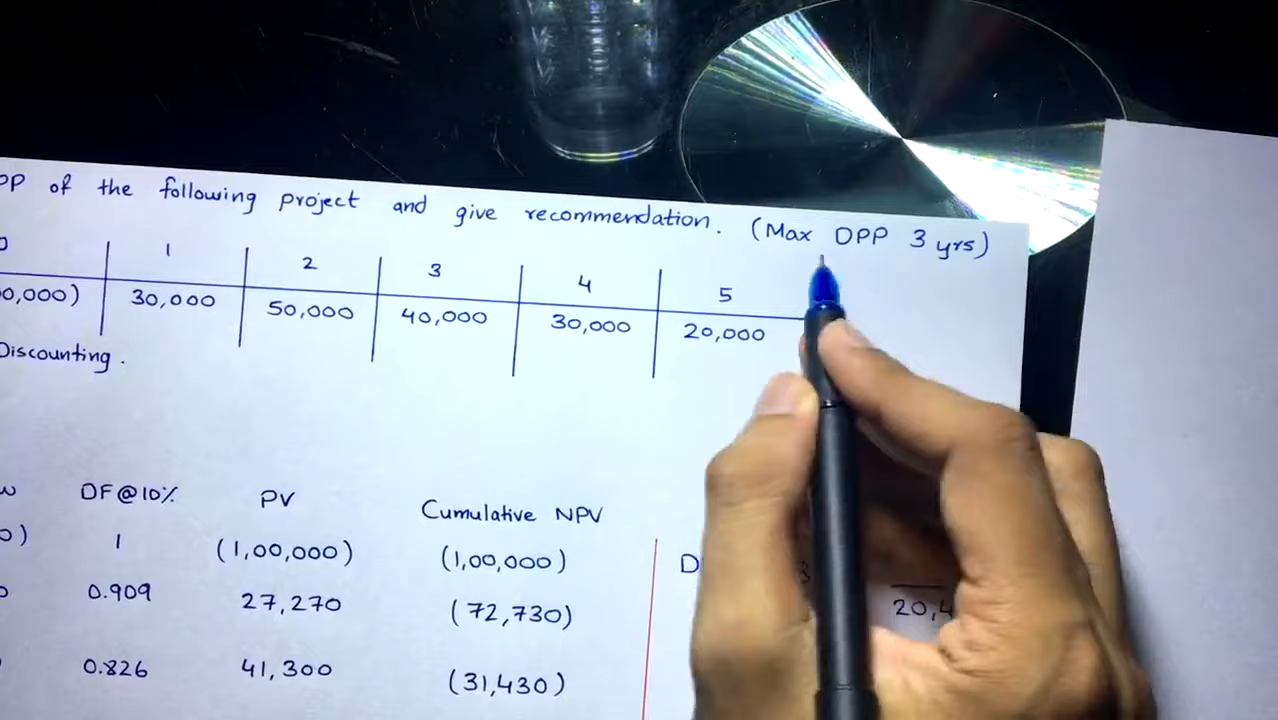 of the following project and give recommendation. (Max DPP 3 yrs)
1 2 3 4 5
0,000) 30,000 50,000 40,000 30,000 20,000
Discounting.
DF@10% PV Cumulative NPV
1 (1,00,000) (1,00,000)
0.909 27,270 (72,730)
0.826 41,300 (31,430)